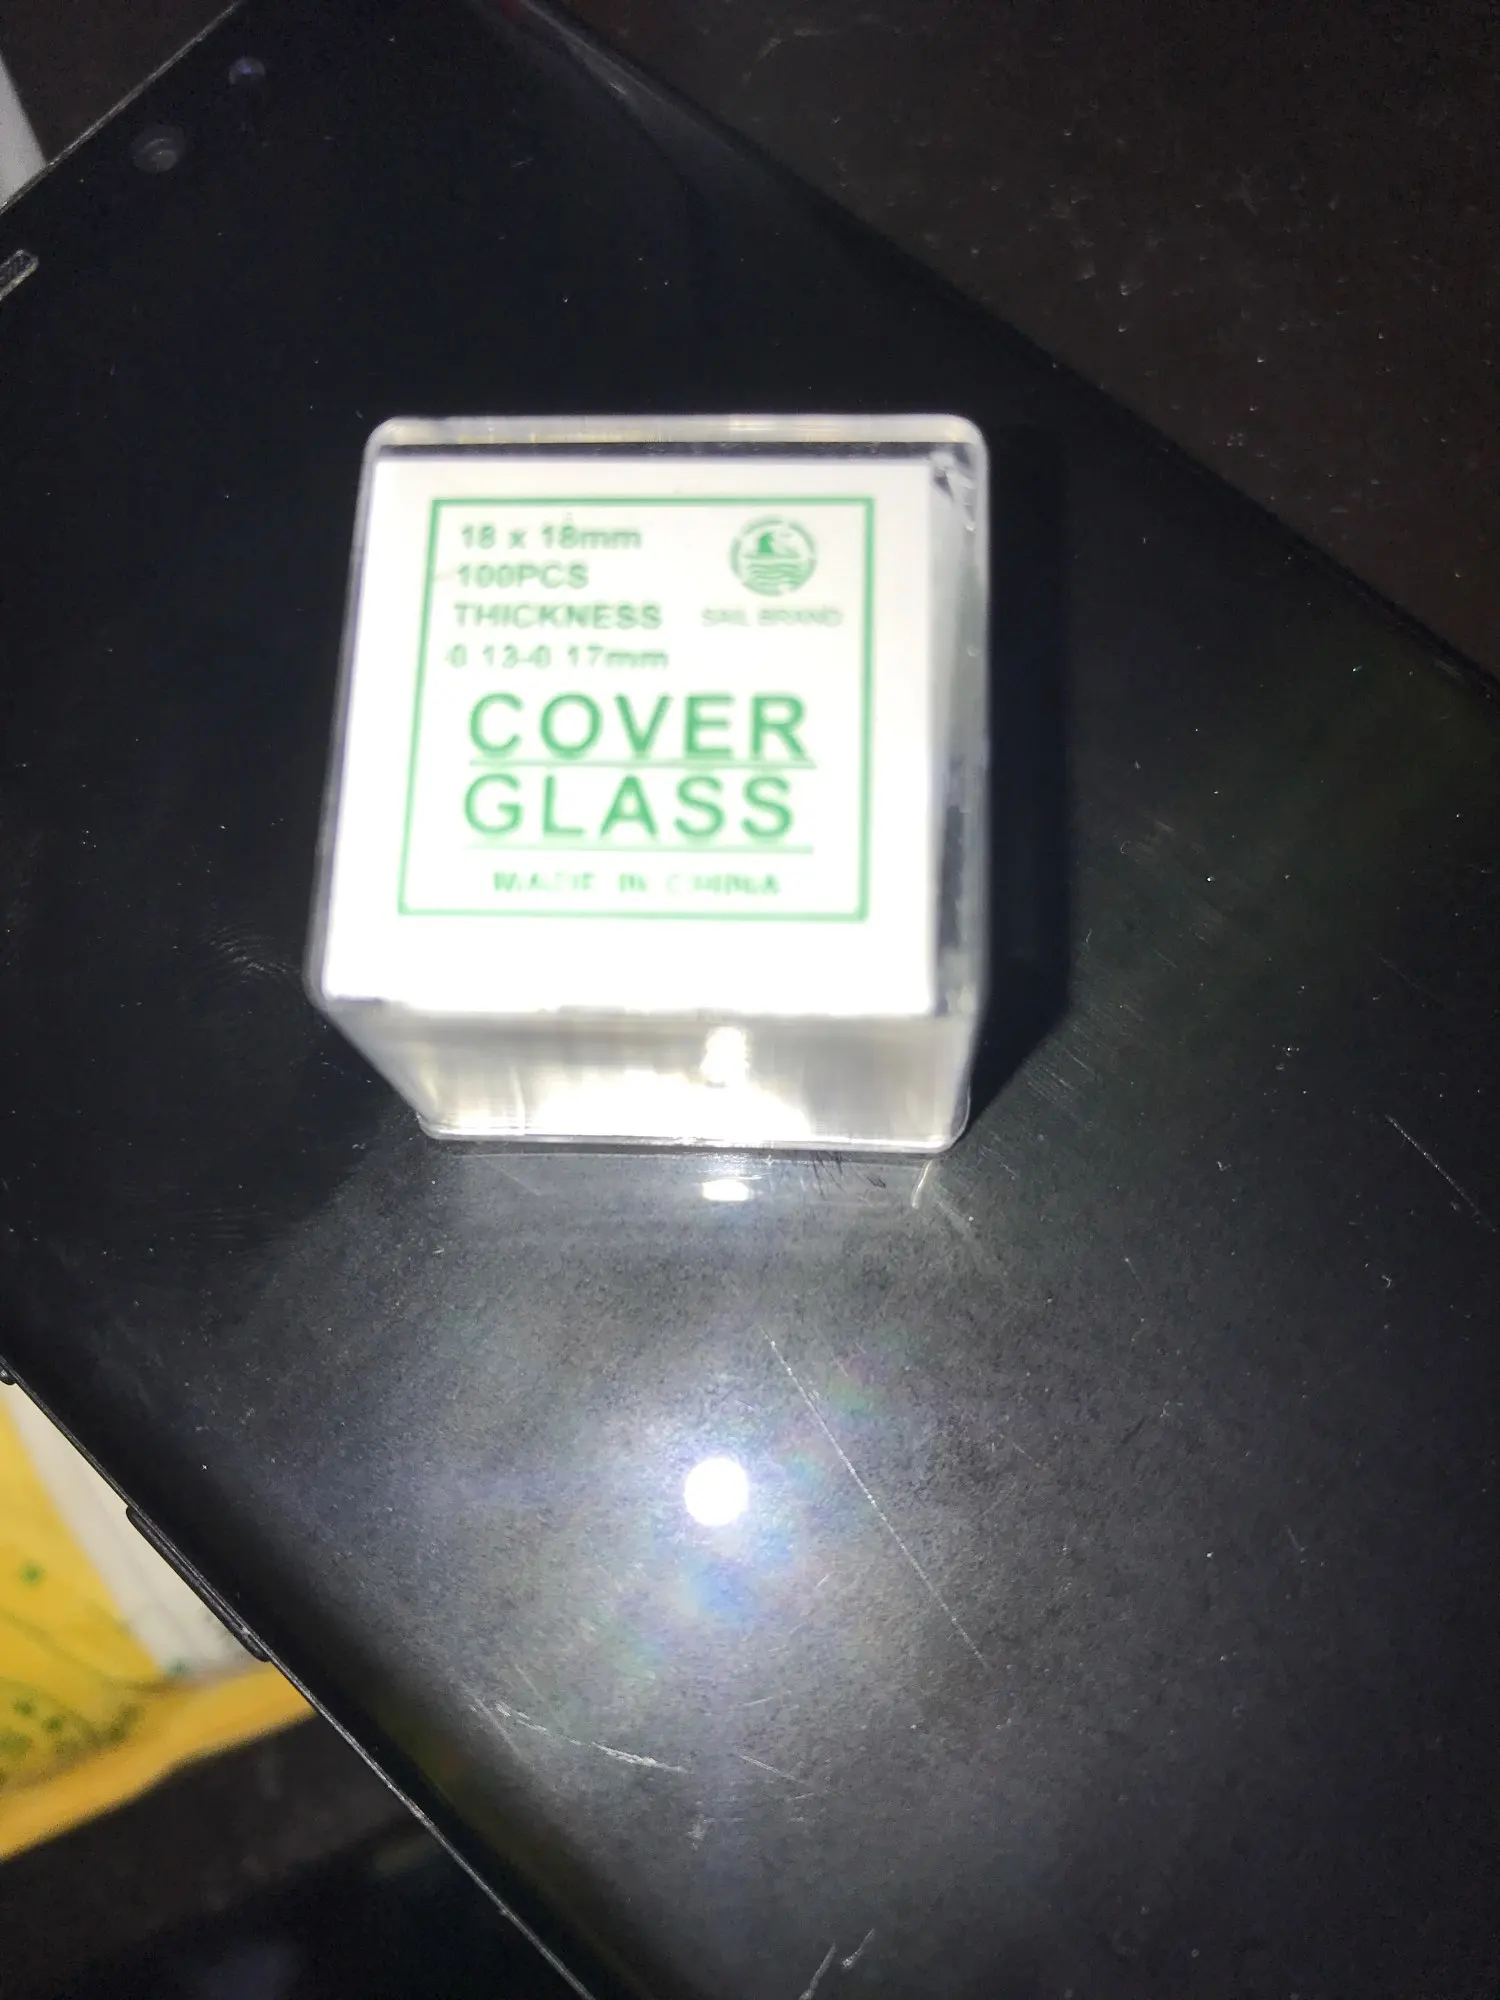 18 x 18mm
100PCS
THICKNESS
0 13-0 17mm
SAIL BRAND
COVER
GLASS
MADE IN CHINA